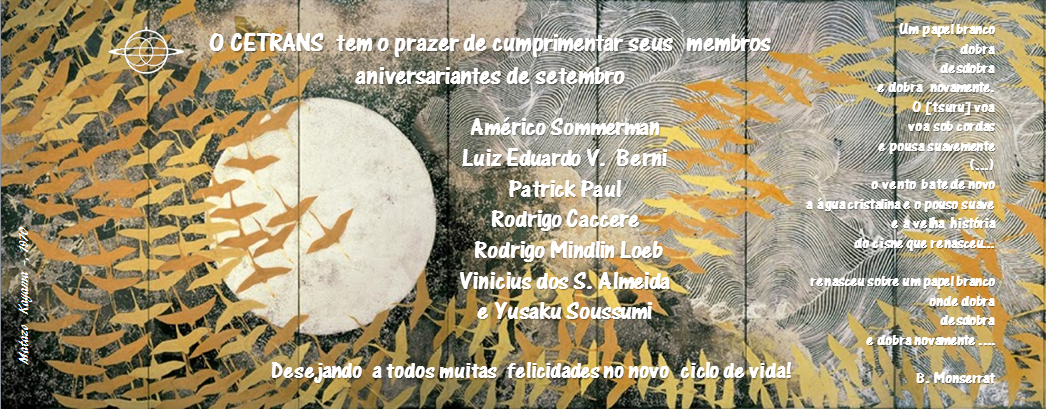 O CETRANS tem o prazer de cumprimentar seus membros
aniversariantes de setembro
Américo Sommerman
Luiz Eduardo V. Berni
Patrick Paul
Rodrigo Caccere
Rodrigo Mindlin Loeb
Vinicius dos S. Almeida
e Yusaku Soussumi
Desejando a todos muitas felicidades no novo ciclo de vida!
Um papel branco
dobra
desdobra
e dobra novamente.
O [tsuru] voa
voa sob cordas
e pousa suavemente
(...)
o vento bate de novo
a água cristalina e o pouso suave
e a velha história
do cisne que renasceu...
renasceu sobre um papel branco
onde dobra
desdobra
e dobra novamente ....
B. Monserrat
Matazo Kayama - 1970